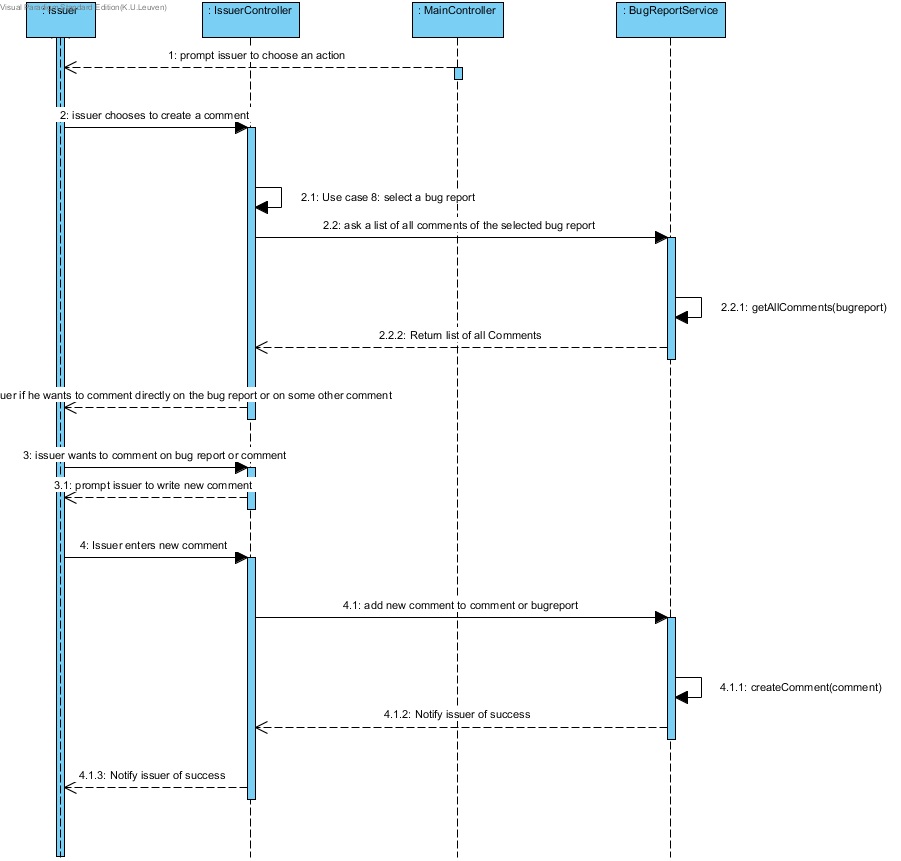 Visual Paradigm Standard Edition(K.U.Leuven)
: Issuer
: IssuerController
: MainController
: BugReportService
1: prompt issuer to choose an action
2: issuer chooses to create a comment
2.1: Use case 8: select a bug report
2.2: ask a list of all comments of the selected bug report
2.2.1: getAllComments(bugreport)
2.2.2: Return list of all Comments
uer if he wants to comment directly on the bug report or on some other comment
3: issuer wants to comment on bug report or comment
3.1: prompt issuer to write new comment
4: Issuer enters new comment
4.1: add new comment to comment or bugreport
4.1.1: createComment(comment)
4.1.2: Notify issuer of success
4.1.3: Notify issuer of success